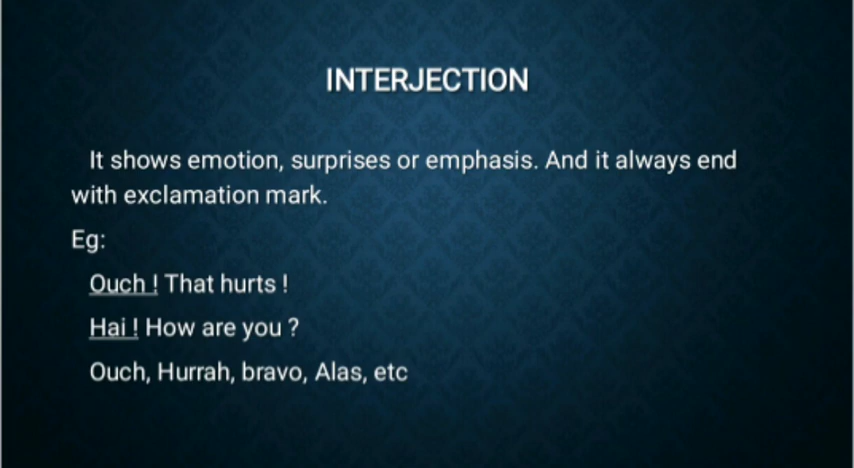 INTERJECTION
It shows emotion, surprises or emphasis. And it always end
with exclamation mark.
Eg:
Ouch ! That hurts !
Hai ! How are you ?
Ouch, Hurrah, bravo, Alas, etc